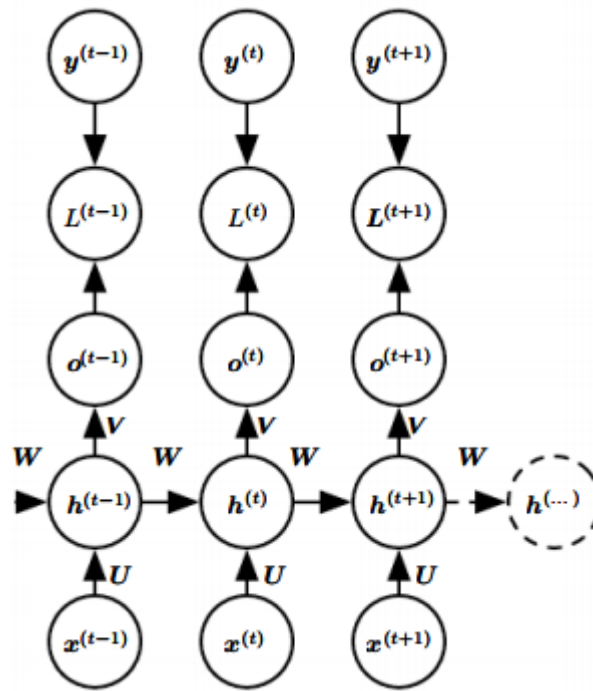 y^(t−1) y^(t) y^(t+1)
L^(t−1) L^(t) L^(t+1)
o^(t−1) o^(t) o^(t+1)
V V V
W W W W
h^(t−1) h^(t) h^(t+1) h^(...)
U U U
x^(t−1) x^(t) x^(t+1)